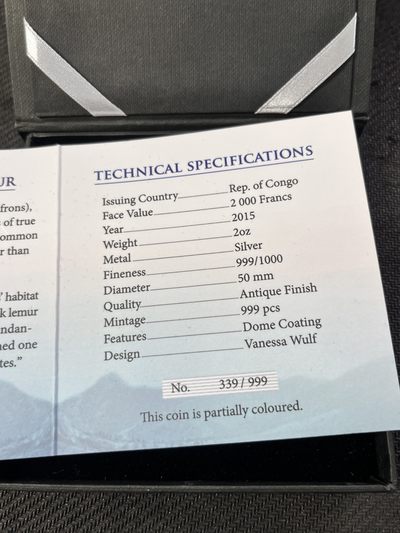 UR
frons),
of true
ommon
r than
' habitat
k lemur
ndan-
ned one
tes."
TECHNICAL SPECIFICATIONS
Issuing Country Rep. of Congo
Face Value 2 000 Francs
Year 2015
Weight 2oz
Metal Silver
Fineness 999/1000
Diameter 50 mm
Quality Antique Finish
Mintage 999 pcs
Features Dome Coating
Design Vanessa Wulf
No. 339 / 999
This coin is partially coloured.